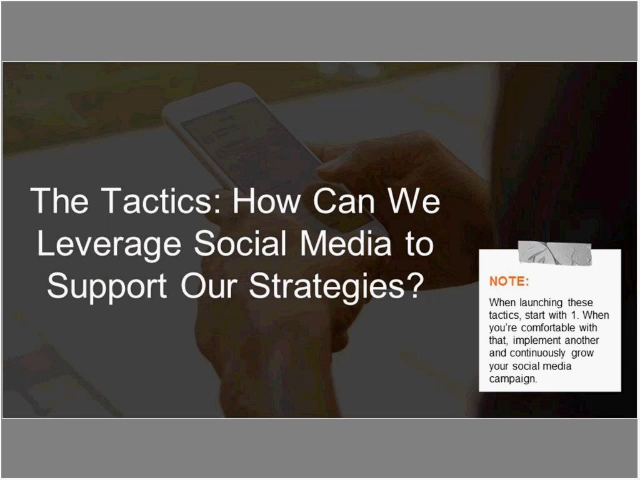 The Tactics: How Can We
Leverage Social Media to
Support Our Strategies?
NOTE:
When launching these
tactics, start with 1. When
you're comfortable with
that, implement another
and continuously grow
your social media
campaign.